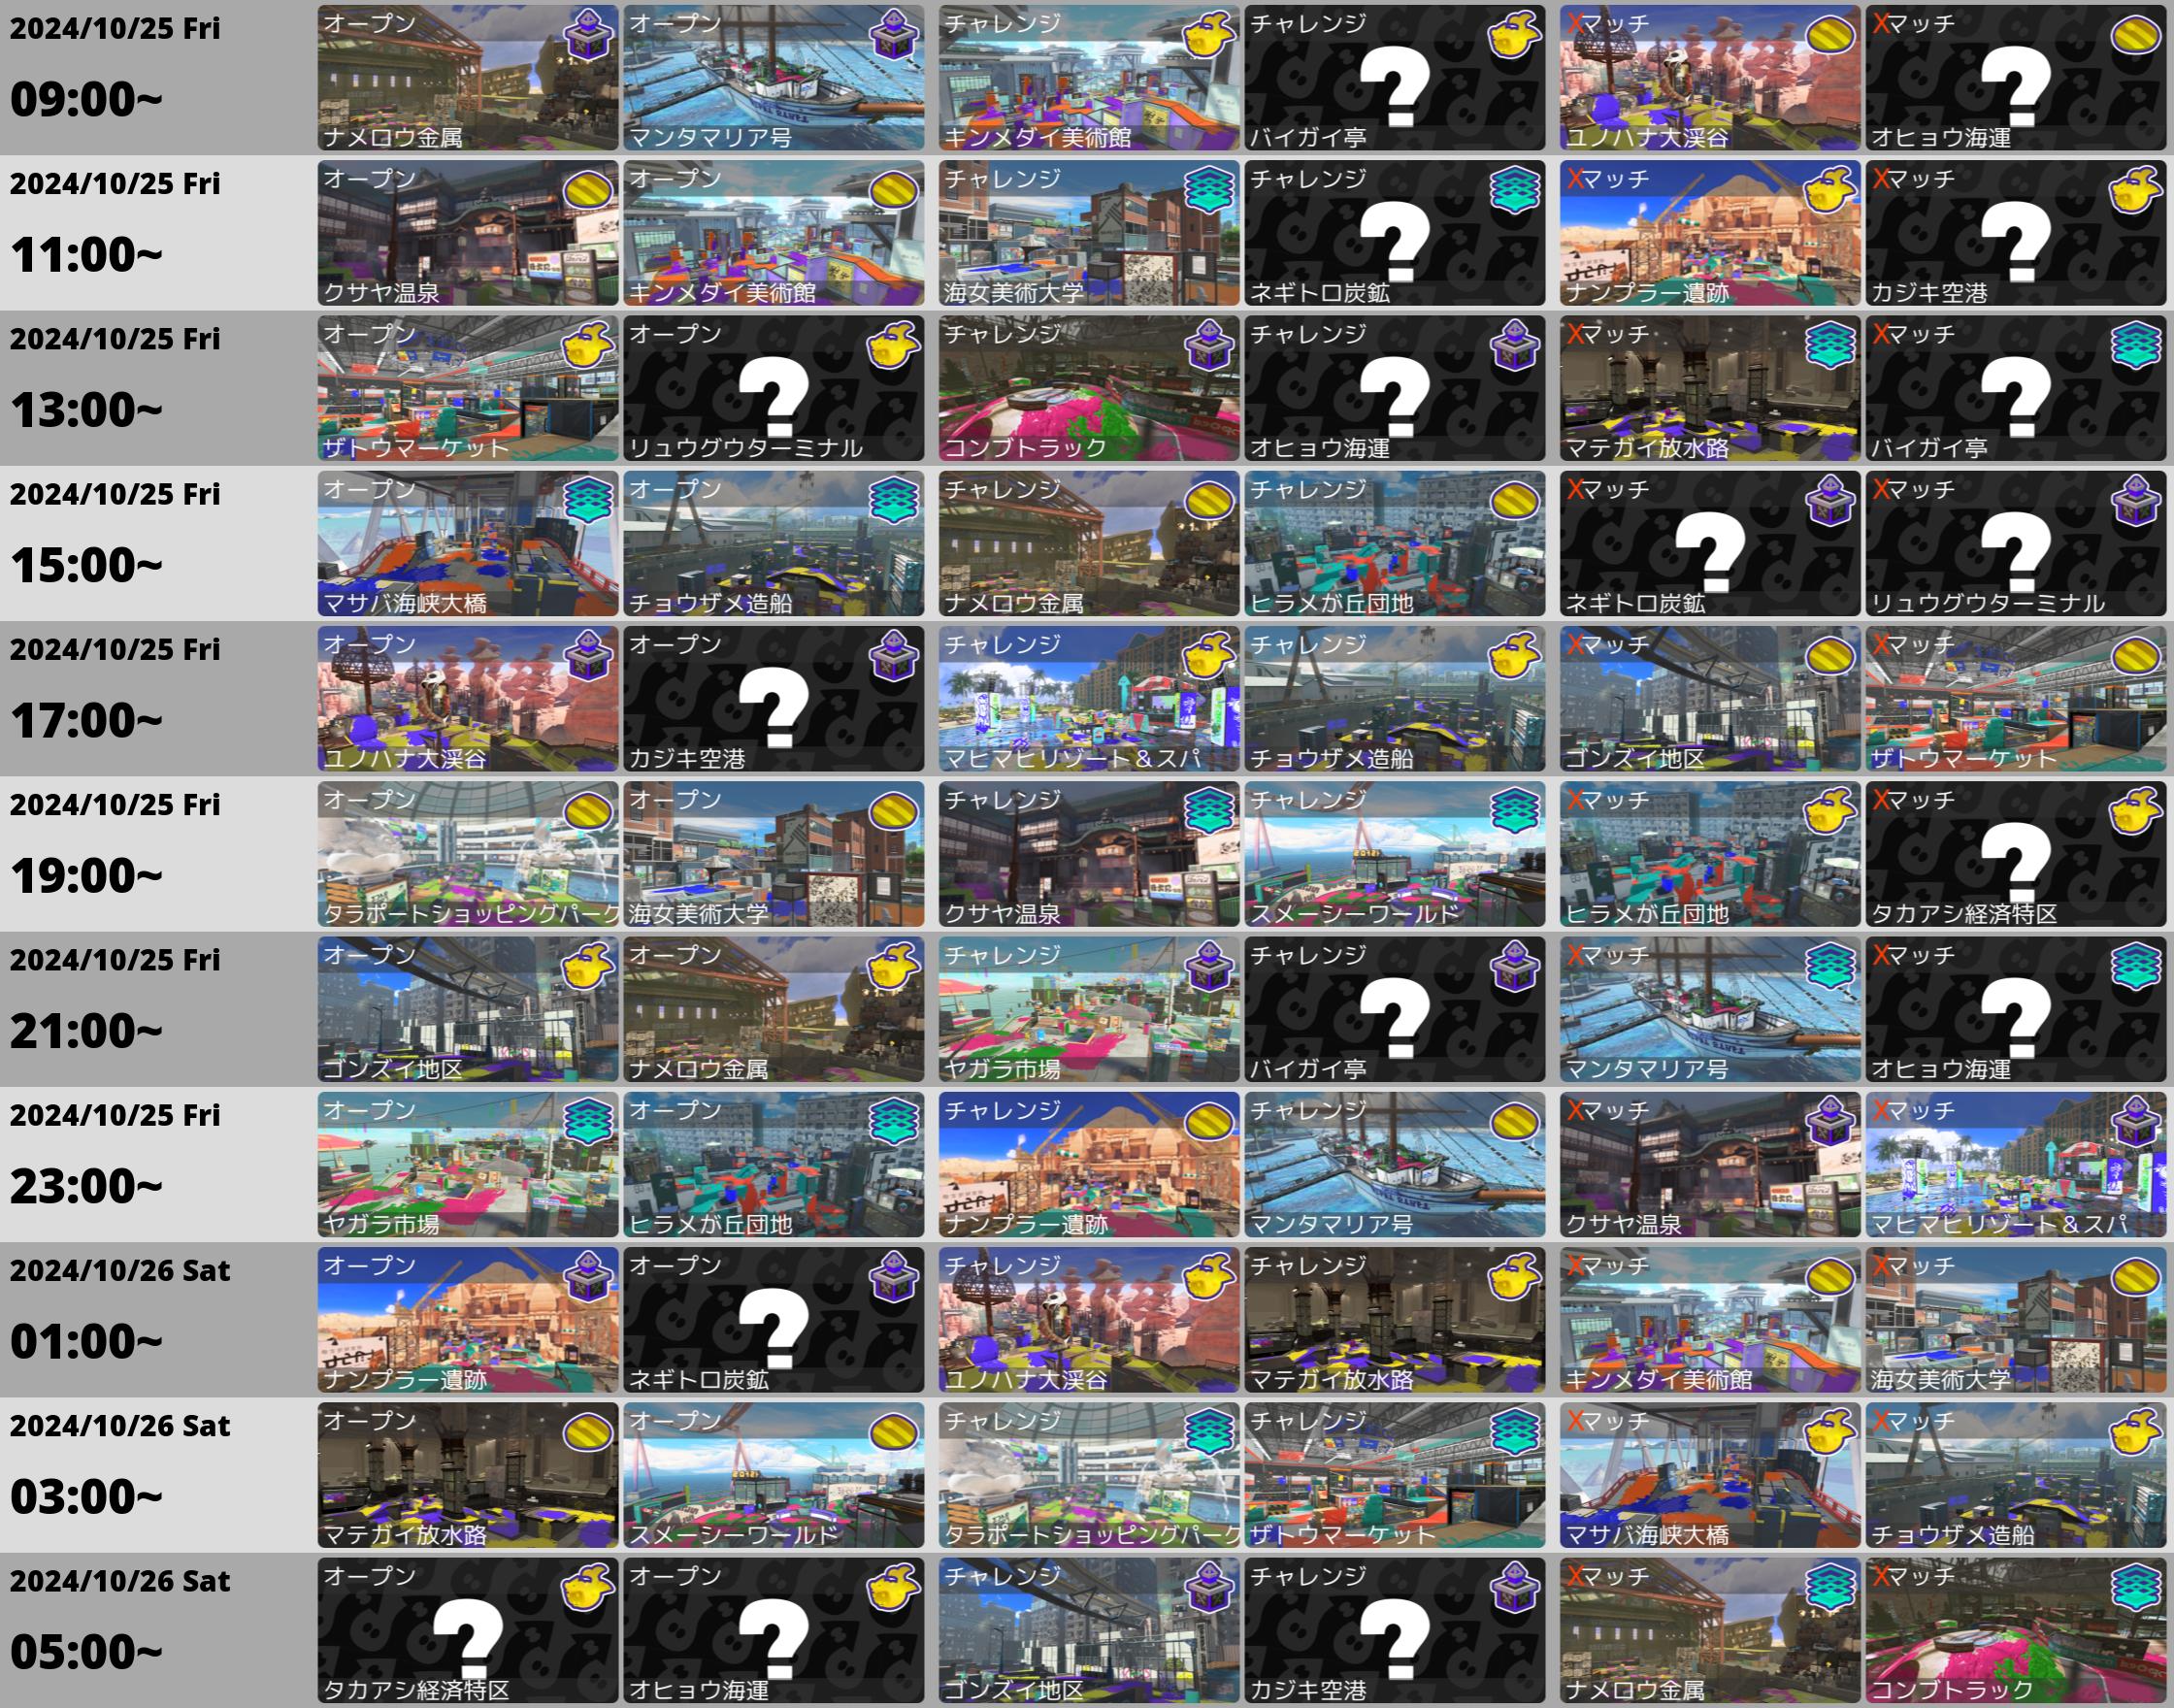 2024/10/25 Fri
09:00~
オープン
ナメロウ金属
オープン
マンタマリア号
チャレンジ
キンメダイ美術館
チャレンジ
バイガイ亭
Xマッチ
ユノハナ大渓谷
Xマッチ
オヒョウ海運
2024/10/25 Fri
11:00~
オープン
クサヤ温泉
オープン
キンメダイ美術館
チャレンジ
海女美術大学
チャレンジ
ネギトロ炭鉱
Xマッチ
ナンプラー遺跡
Xマッチ
カジキ空港
2024/10/25 Fri
13:00~
オープン
ザトウマーケット
オープン
リュウグウターミナル
チャレンジ
コンブトラック
チャレンジ
オヒョウ海運
Xマッチ
マテガイ放水路
Xマッチ
バイガイ亭
2024/10/25 Fri
15:00~
オープン
マサバ海峡大橋
オープン
チョウザメ造船
チャレンジ
ナメロウ金属
チャレンジ
ヒラメが丘団地
Xマッチ
ネギトロ炭鉱
Xマッチ
リュウグウターミナル
2024/10/25 Fri
17:00~
オープン
ユノハナ大渓谷
オープン
カジキ空港
チャレンジ
マヒマヒリゾート＆スパ
チャレンジ
チョウザメ造船
Xマッチ
ゴンズイ地区
Xマッチ
ザトウマーケット
2024/10/25 Fri
19:00~
オープン
タラポートショッピングパーク
オープン
海女美術大学
チャレンジ
クサヤ温泉
チャレンジ
スメーシーワールド
Xマッチ
ヒラメが丘団地
Xマッチ
タカアシ経済特区
2024/10/25 Fri
21:00~
オープン
ゴンズイ地区
オープン
ナメロウ金属
チャレンジ
ヤガラ市場
チャレンジ
バイガイ亭
Xマッチ
マンタマリア号
Xマッチ
オヒョウ海運
2024/10/25 Fri
23:00~
オープン
ヤガラ市場
オープン
ヒラメが丘団地
チャレンジ
ナンプラー遺跡
チャレンジ
マンタマリア号
Xマッチ
クサヤ温泉
Xマッチ
マヒマヒリゾート＆スパ
2024/10/26 Sat
01:00~
オープン
ナンプラー遺跡
オープン
ネギトロ炭鉱
チャレンジ
ユノハナ大渓谷
チャレンジ
マテガイ放水路
Xマッチ
キンメダイ美術館
Xマッチ
海女美術大学
2024/10/26 Sat
03:00~
オープン
マテガイ放水路
オープン
スメーシーワールド
チャレンジ
タラポートショッピングパーク
チャレンジ
ザトウマーケット
Xマッチ
マサバ海峡大橋
Xマッチ
チョウザメ造船
2024/10/26 Sat
05:00~
オープン
タカアシ経済特区
オープン
オヒョウ海運
チャレンジ
ゴンズイ地区
チャレンジ
カジキ空港
Xマッチ
ナメロウ金属
Xマッチ
コンブトラック